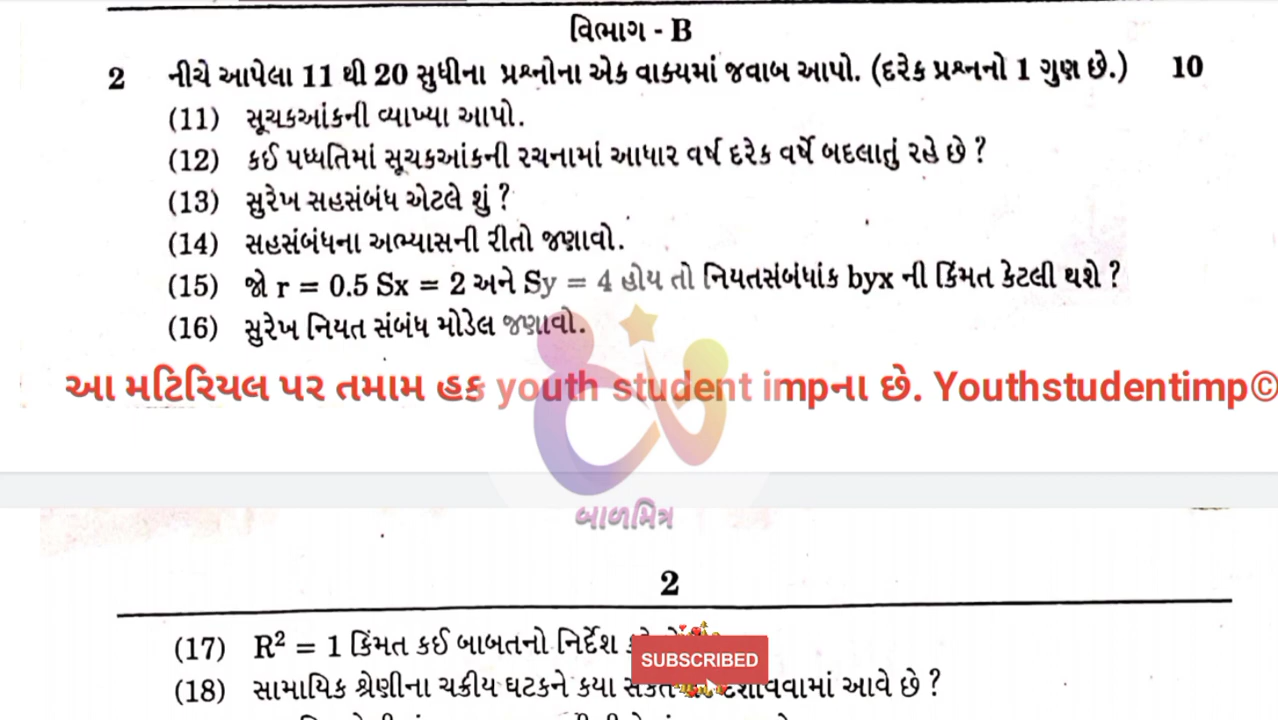 વિભાગ - B
2 નીચે આપેલા 11 થી 20 સુધીના પ્રશ્નોના એક વાક્યમાં જવાબ આપો. (દરેક પ્રશ્નનો 1 ગુણ છે.) 10
(11) સૂચકઆંકની વ્યાખ્યા આપો.
(12) કઈ પધ્ધતિમાં સૂચકઆંકની રચનામાં આધાર વર્ષ દરેક વર્ષે બદલાતું રહે છે ?
(13) સુરેખ સહસંબંધ એટલે શું ?
(14) સહસંબંધના અભ્યાસની રીતો જણાવો.
(15) જો r = 0.5 Sx = 2 અને Sy = 4 હોય તો નિયતસંબંધાંક byx ની કિંમત કેટલી થશે ?
(16) સુરેખ નિયત સંબંધ મોડેલ જણાવો.
આ મટિરિયલ પર તમામ હક youth student impના છે. Youthstudentimp©
બાળમિત્ર
2
(17) R² = 1 કિંમત કઈ બાબતનો નિર્દેશ
SUBSCRIBED
(18) સામાયિક શ્રેણીના ચક્રીય ઘટકને કયા આવે છે ?